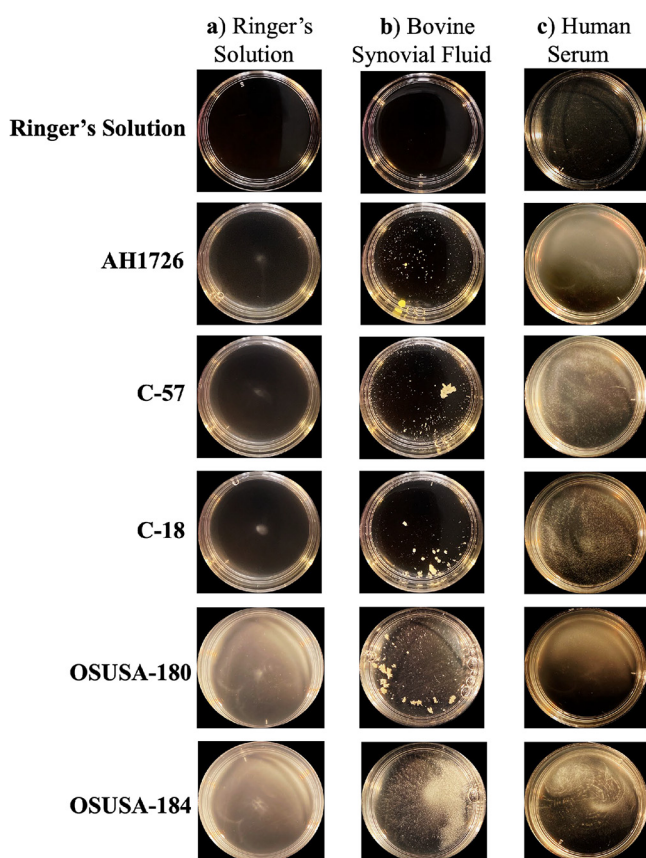 a) Ringer’s Solution
b) Bovine Synovial Fluid
c) Human Serum
Ringer’s Solution
AH1726
C-57
C-18
OSUSA-180
OSUSA-184